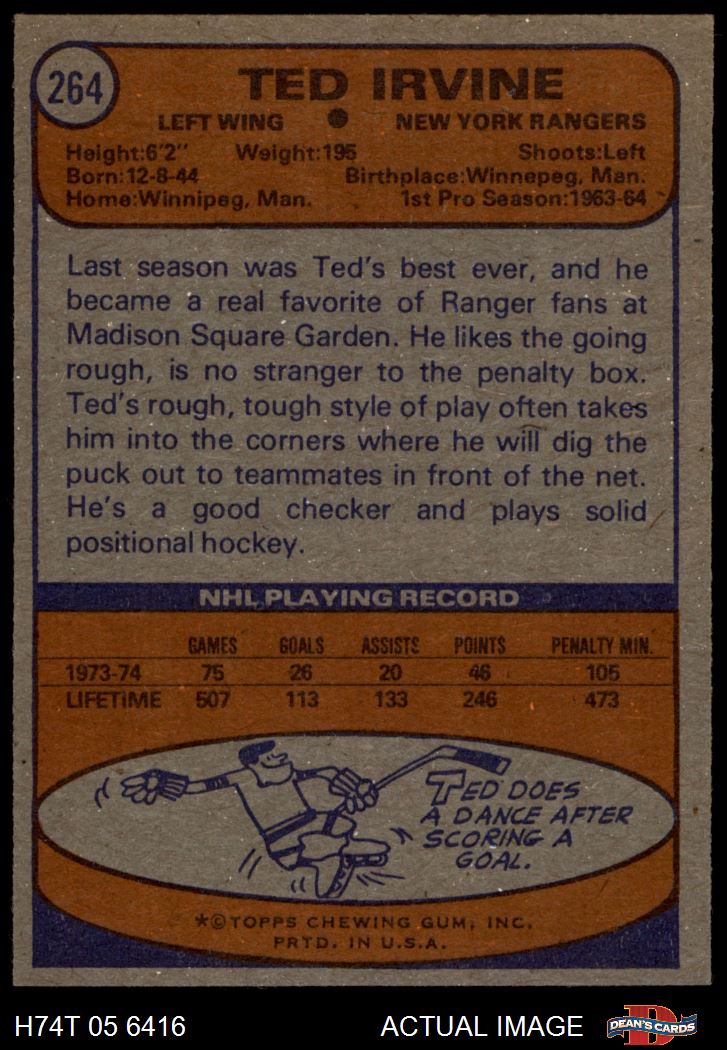 264
TED IRVINE
LEFT WING ● NEW YORK RANGERS
Height:6'2" Weight:195 Shoots:Left
Born:12-8-44 Birthplace:Winnepeg, Man.
Home:Winnipeg, Man. 1st Pro Season:1963-64
Last season was Ted's best ever, and he
became a real favorite of Ranger fans at
Madison Square Garden. He likes the going
rough, is no stranger to the penalty box.
Ted's rough, tough style of play often takes
him into the corners where he will dig the
puck out to teammates in front of the net.
He's a good checker and plays solid
positional hockey.
NHL PLAYING RECORD
GAMES GOALS ASSISTS POINTS PENALTY MIN.
1973-74 75 26 20 46 105
LIFETIME 507 113 133 246 473
TED DOES
A DANCE AFTER
SCORING A
GOAL.
*©TOPPS CHEWING GUM, INC.
PRTD. IN U.S.A.
H74T 05 6416 ACTUAL IMAGE DEAN'S CARDS